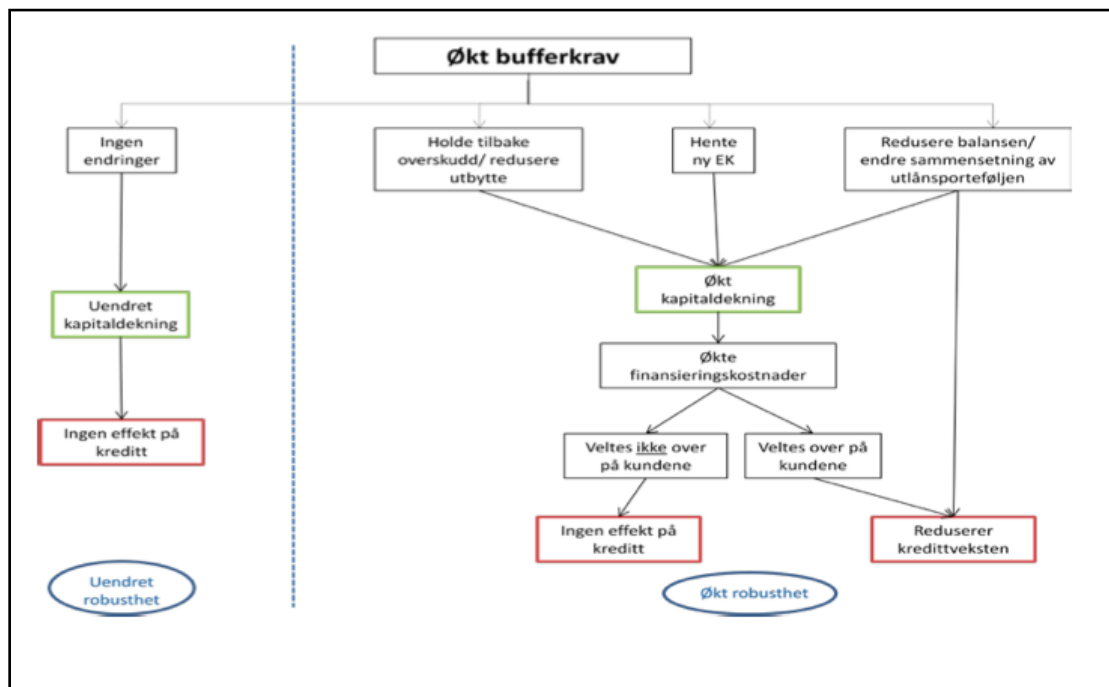 Økt bufferkrav
Ingen
endringer
Holde tilbake
overskudd/ redusere
utbytte
Hente
ny EK
Redusere balansen/
endre sammensetning av
utlånsporteføljen
Uendret
kapitaldekning
Økt
kapitaldekning
Økte
finansieringskostnader
Ingen effekt på
kreditt
Veltes ikke over
på kundene
Veltes over på
kundene
Ingen effekt på
kreditt
Reduserer
kredittveksten
Uendret
robusthet
Økt robusthet